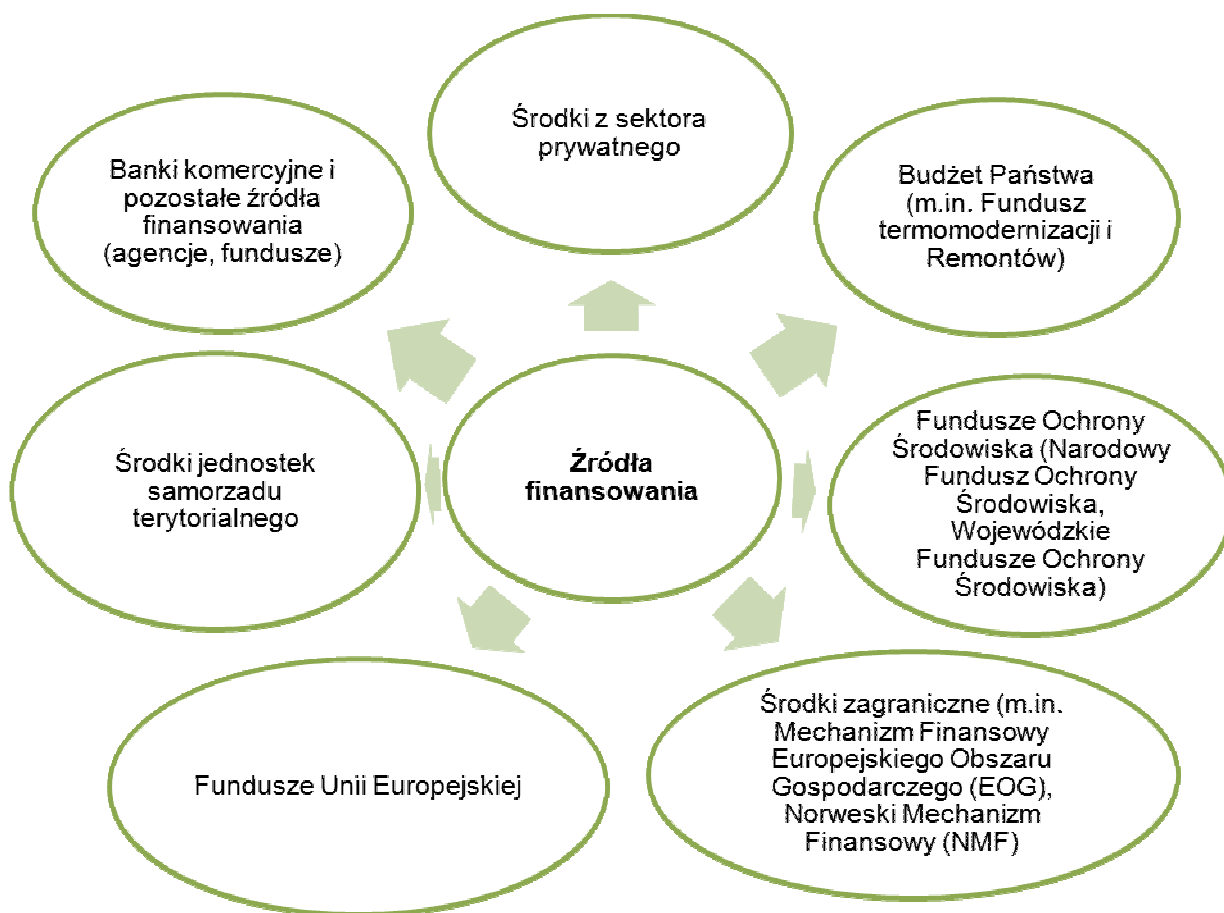 Środki z sektora
prywatnego
Banki komercyjne i
pozostałe źródła
finansowania
(agencje, fundusze)
Budżet Państwa
(m.in. Fundusz
termomodernizacji i
Remontów)
Środki jednostek
samorzadu
terytorialnego
Źródła
finansowania
Fundusze Ochrony
Środowiska (Narodowy
Fundusz Ochrony
Środowiska,
Wojewódzkie
Fundusze Ochrony
Środowiska)
Fundusze Unii Europejskiej
Środki zagraniczne (m.in.
Mechanizm Finansowy
Europejskiego Obszaru
Gospodarczego (EOG),
Norweski Mechanizm
Finansowy (NMF)